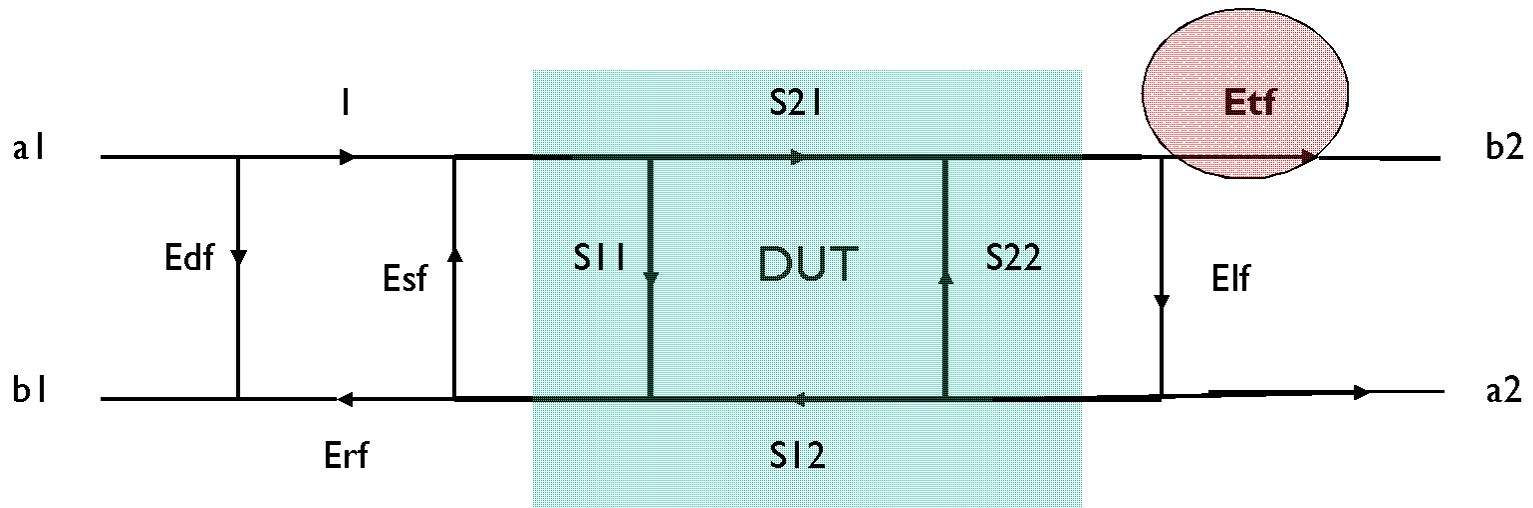 1 S21 Etf
a1 b2
Edf Esf S11 DUT S22 Elf
b1 a2
Erf S12